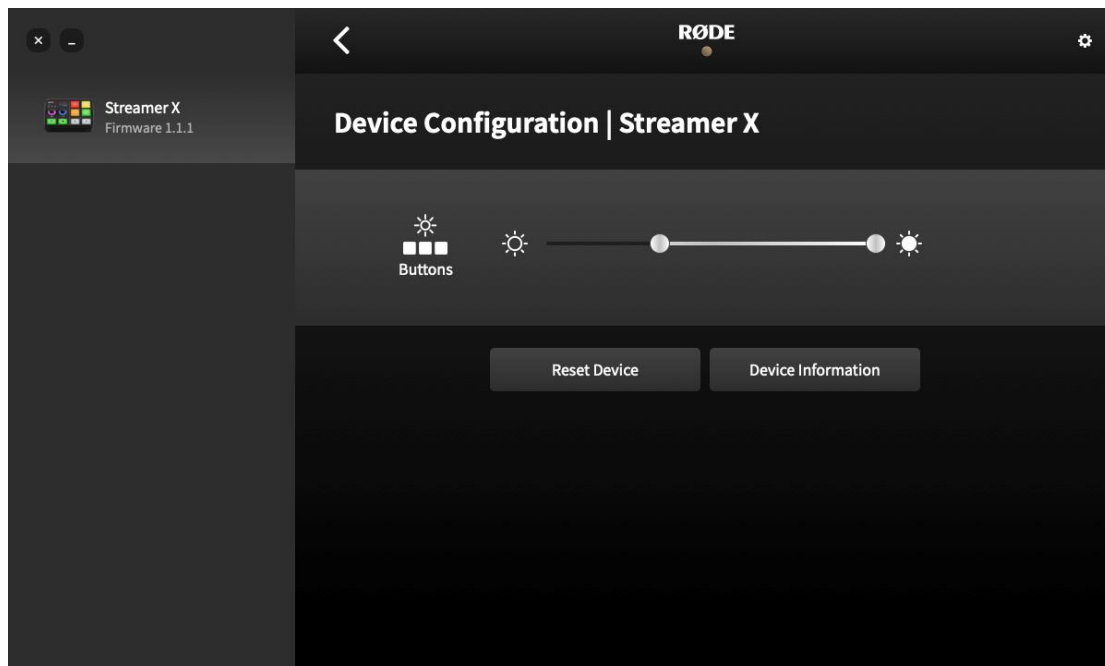 Streamer X
Firmware 1.1.1
RØDE
Device Configuration | Streamer X
Buttons
Reset Device
Device Information